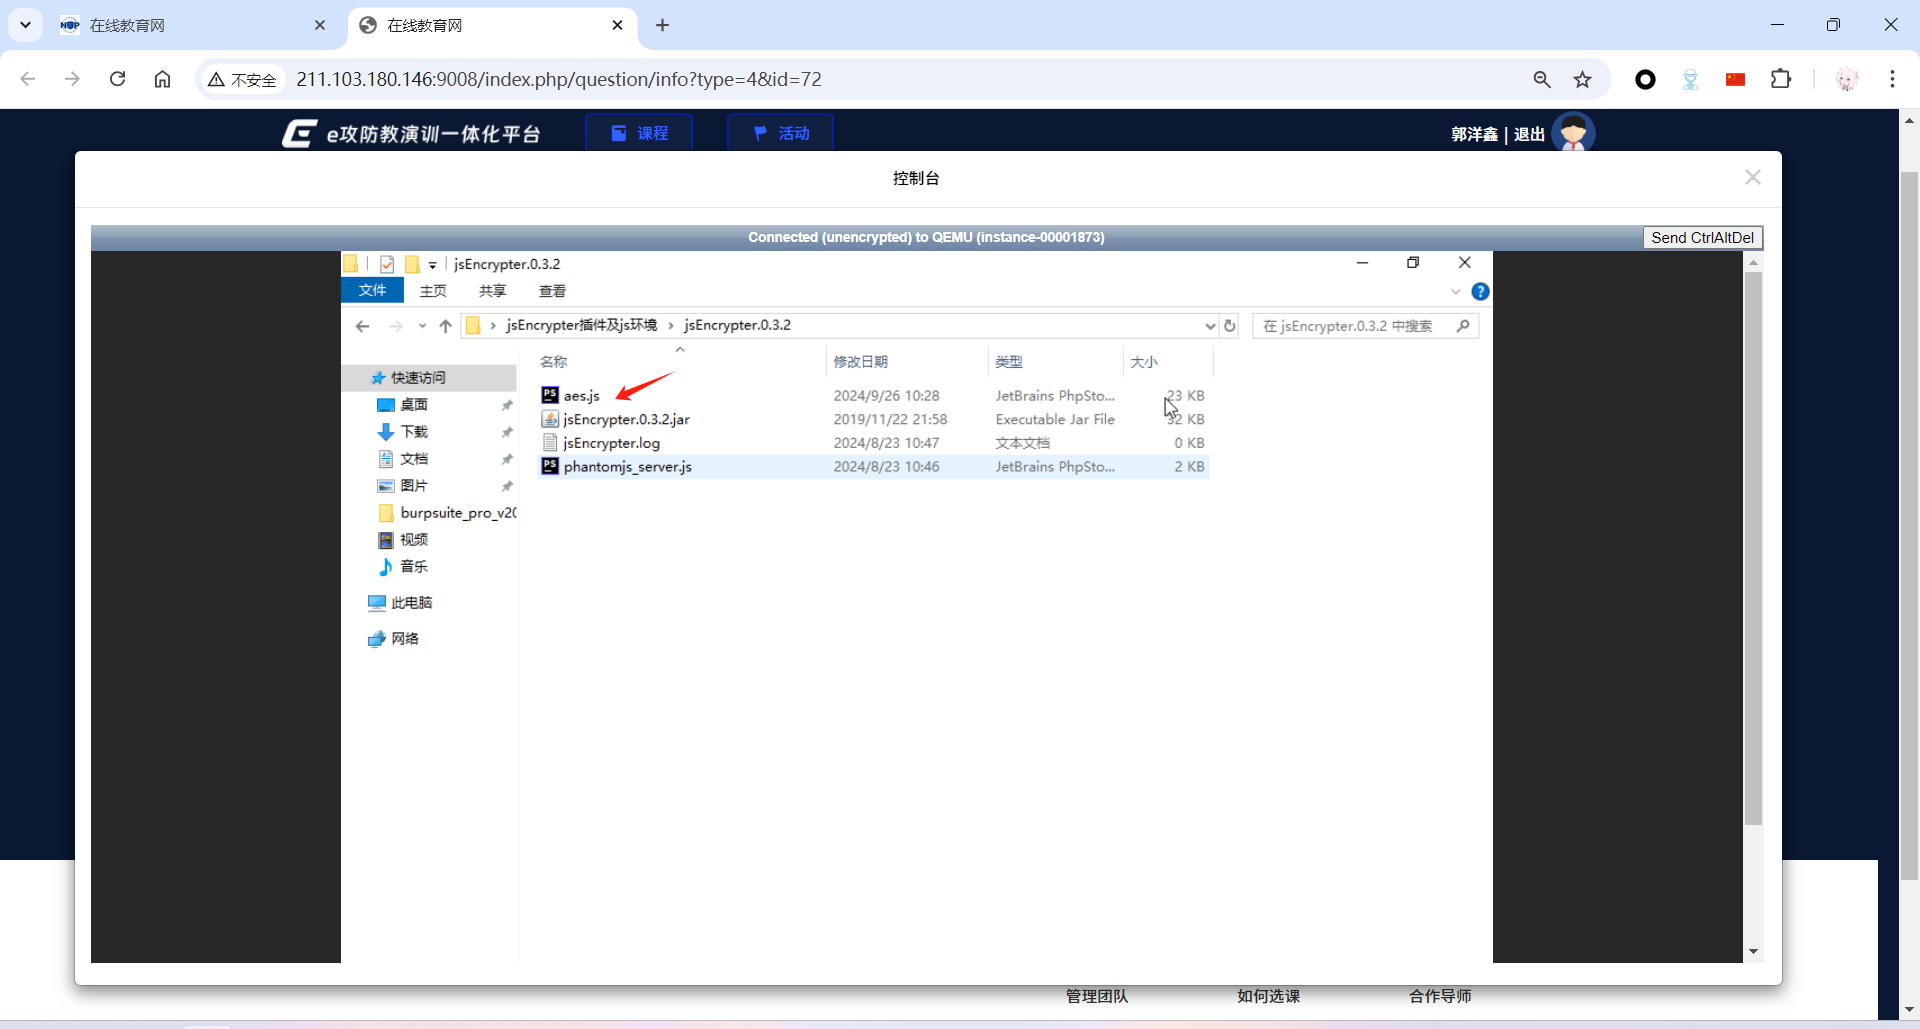 在线教育网
在线教育网
不安全
211.103.180.146:9008/index.php/question/info?type=4&id=72
e攻防教演训一体化平台
课程
活动
郭洋鑫 | 退出
控制台
Connected (unencrypted) to QEMU (instance-00001873)
Send CtrlAltDel
jsEncrypter.0.3.2
文件
主页
共享
查看
jsEncrypter插件及js环境 › jsEncrypter.0.3.2
在 jsEncrypter.0.3.2 中搜索
名称 修改日期 类型 大小
快速访问
桌面
下载
文档
图片
burpsuite_pro_v20
视频
音乐
此电脑
网络
aes.js 2024/9/26 10:28 JetBrains PhpSto... 23 KB
jsEncrypter.0.3.2.jar 2019/11/22 21:58 Executable Jar File 32 KB
jsEncrypter.log 2024/8/23 10:47 文本文档 0 KB
phantomjs_server.js 2024/8/23 10:46 JetBrains PhpSto... 2 KB
管理团队
如何选课
合作导师